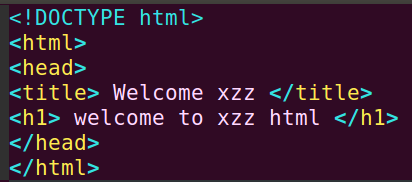 <!DOCTYPE html>
<html>
<head>
<title> Welcome xzz </title>
<h1> welcome to xzz html </h1>
</head>
</html>